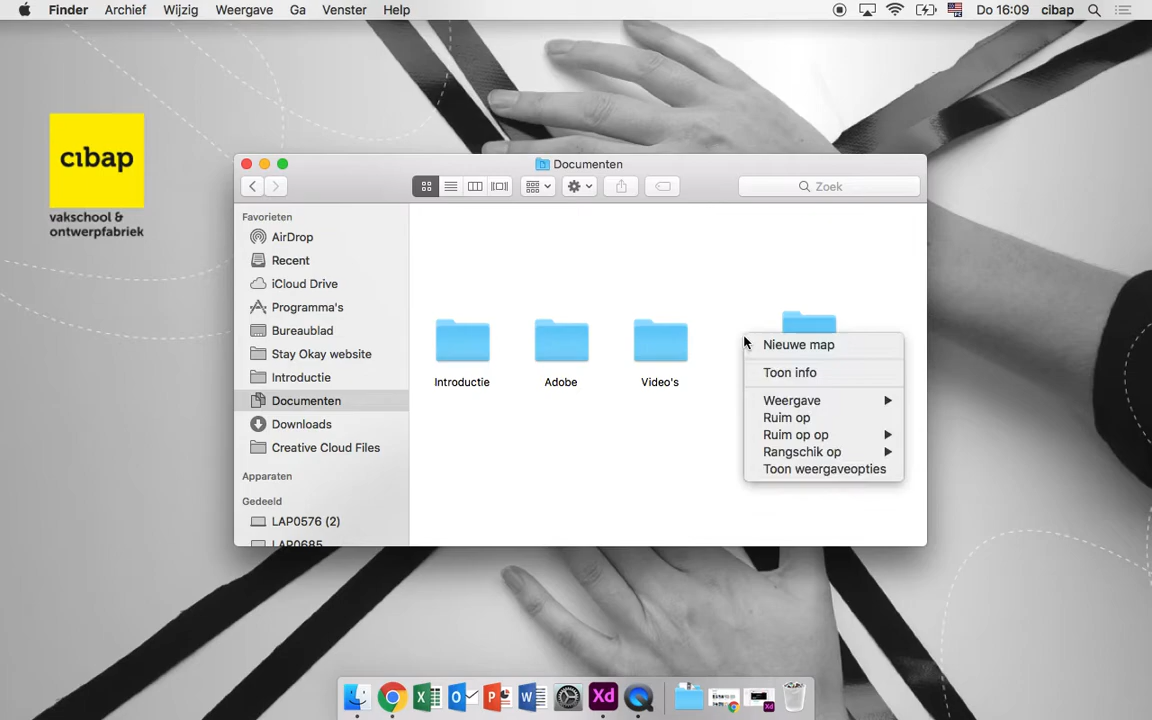 Finder Archief Wijzig Weergave Ga Venster Help Do 16:09 cibap
cıbap
vakschool &
ontwerpfabriek
Documenten
Zoek
Favorieten
AirDrop
Recent
iCloud Drive
Programma's
Bureaublad
Stay Okay website
Introductie
Documenten
Downloads
Creative Cloud Files
Apparaten
Gedeeld
LAP0576 (2)
LAP0685
Introductie
Adobe
Video's
Nieuwe map
Toon info
Weergave
Ruim op
Ruim op op
Rangschik op
Toon weergaveopties
Xd